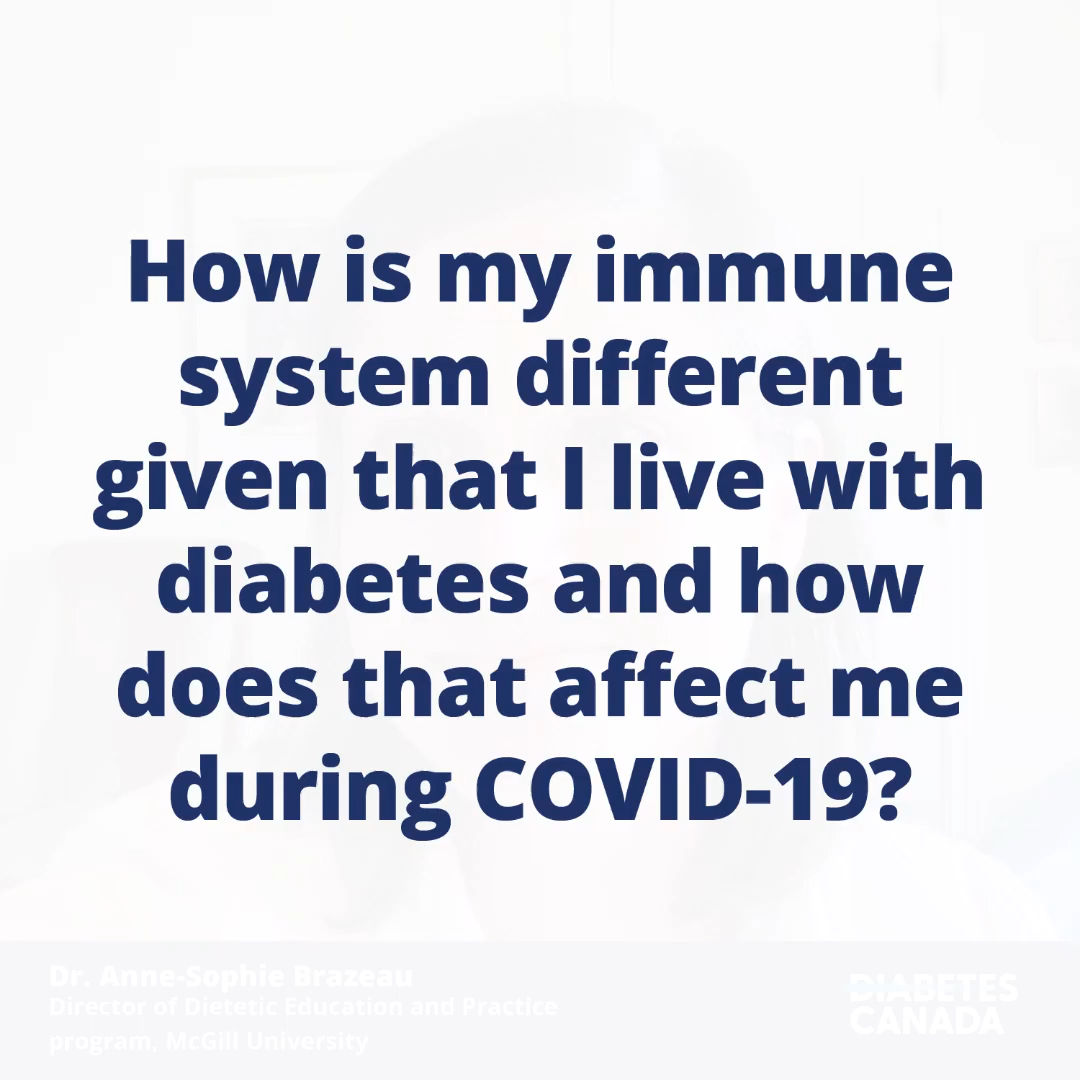 How is my immune
system different
given that I live with
diabetes and how
does that affect me
during COVID-19?
Dr. Anne-Sophie Brazeau
Director of Dietetic Education and Practice
program, McGill University
DIABETES
CANADA